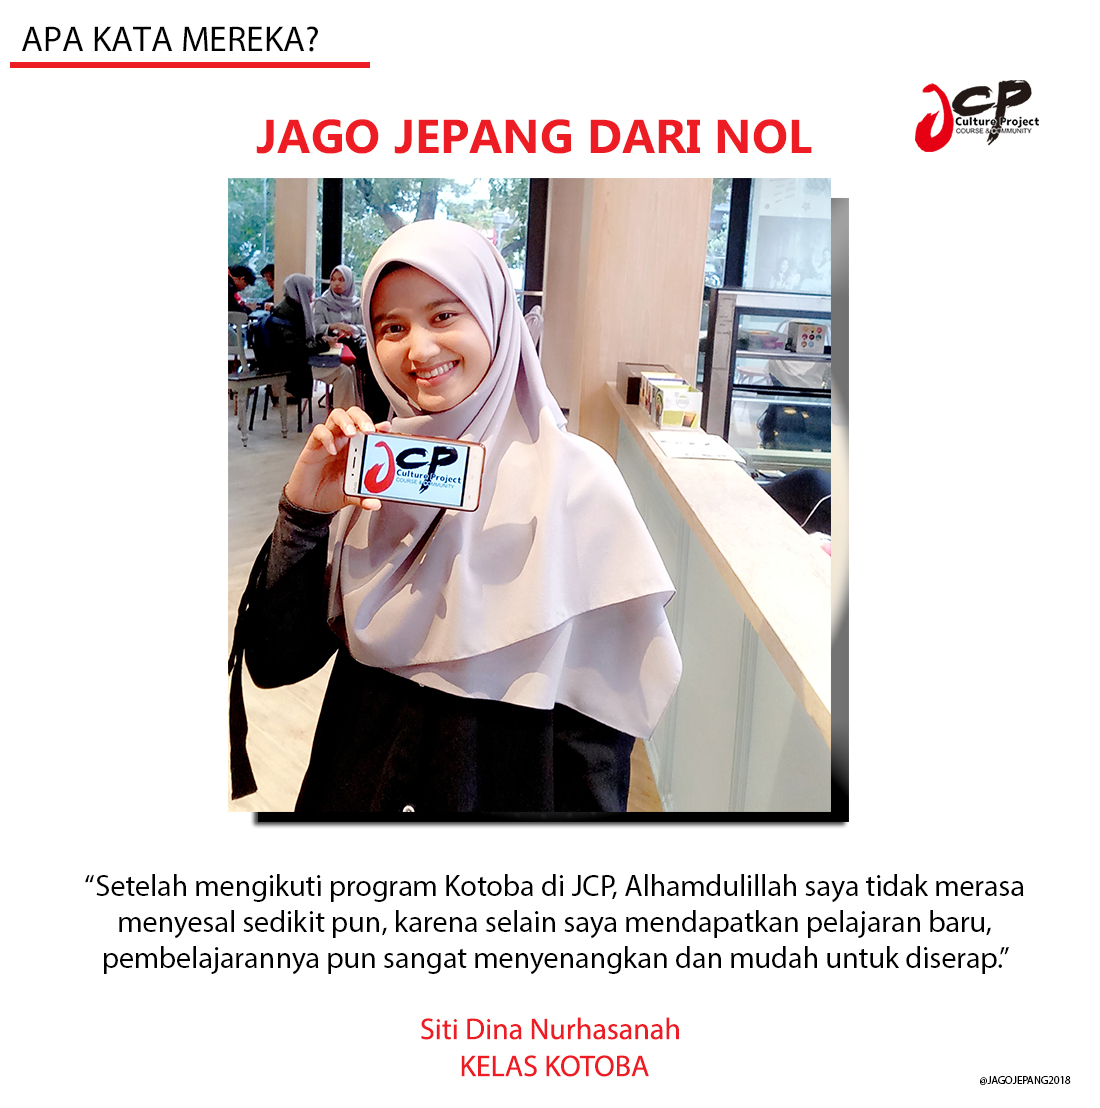 APA KATA MEREKA?
JCP
Culture Project
COURSE & COMMUNITY
JAGO JEPANG DARI NOL
JCP
Culture Project
COURSE & COMMUNITY
“Setelah mengikuti program Kotoba di JCP, Alhamdulillah saya tidak merasa
menyesal sedikit pun, karena selain saya mendapatkan pelajaran baru,
pembelajarannya pun sangat menyenangkan dan mudah untuk diserap.”
Siti Dina Nurhasanah
KELAS KOTOBA
@JAGOJEPANG2018